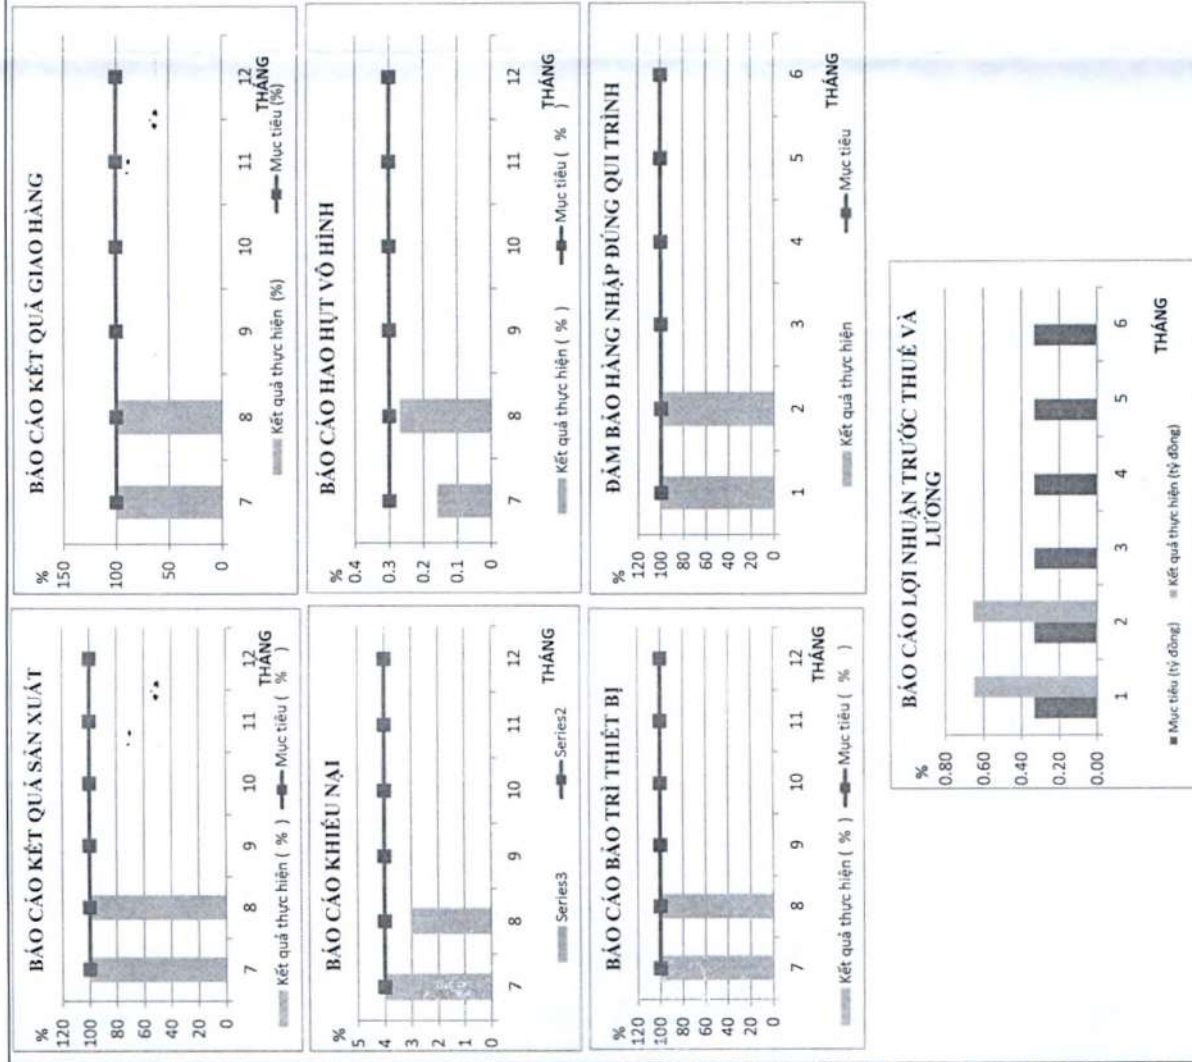 BÁO CÁO KẾT QUẢ SẢN XUẤT
%
120
100
80
60
40
20
0
7 8 9 10 11 12
THÁNG
Kết quả thực hiện ( % ) Mục tiêu ( % )
BÁO CÁO KẾT QUẢ GIAO HÀNG
%
150
100
50
0
7 8 9 10 11 12
THÁNG
Kết quả thực hiện (%) Mục tiêu (%)
BÁO CÁO KHIẾU NẠI
%
5
4
3
2
1
0
7 8 9 10 11 12
THÁNG
Series3 Series2
BÁO CÁO HAO HỤT VÔ HÌNH
%
0.4
0.3
0.2
0.1
0
7 8 9 10 11 12
THÁNG
Kết quả thực hiện ( % ) Mục tiêu ( % )
BÁO CÁO BẢO TRÌ THIẾT BỊ
%
120
100
80
60
40
20
0
7 8 9 10 11 12
THÁNG
Kết quả thực hiện ( % ) Mục tiêu ( % )
ĐẢM BẢO HÀNG NHẬP ĐÚNG QUI TRÌNH
%
120
100
80
60
40
20
0
1 2 3 4 5 6
THÁNG
Kết quả thực hiện Mục tiêu
BÁO CÁO LỢI NHUẬN TRƯỚC THUẾ VÀ
LƯƠNG
%
0.80
0.60
0.40
0.20
0.00
1 2 3 4 5 6
THÁNG
Mục tiêu (tỷ đồng) Kết quả thực hiện (tỷ đồng)